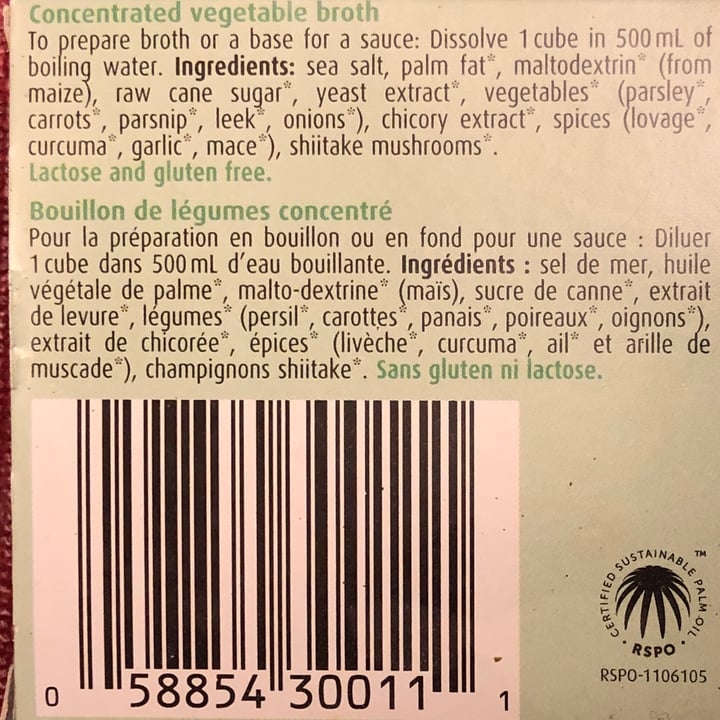 Concentrated vegetable broth
To prepare broth or a base for a sauce: Dissolve 1 cube in 500 mL of
boiling water. Ingredients: sea salt, palm fat*, maltodextrin* (from
maize), raw cane sugar*, yeast extract*, vegetables* (parsley*,
carrots*, parsnip*, leek*, onions*), chicory extract*, spices (lovage*,
curcuma*, garlic*, mace*), shiitake mushrooms*.
Lactose and gluten free.
Bouillon de légumes concentré
Pour la préparation en bouillon ou en fond pour une sauce : Diluer
1 cube dans 500 mL d'eau bouillante. Ingrédients : sel de mer, huile
végétale de palme*, malto-dextrine* (maïs), sucre de canne*, extrait
de levure*, légumes* (persil*, carottes*, panais*, poireaux*, oignons*),
extrait de chicorée*, épices* (livèche*, curcuma*, ail* et arille de
muscade*), champignons shiitake*. Sans gluten ni lactose.
CERTIFIED SUSTAINABLE PALM OIL ™
RSPO
RSPO-1106105
0 58854 30011 1